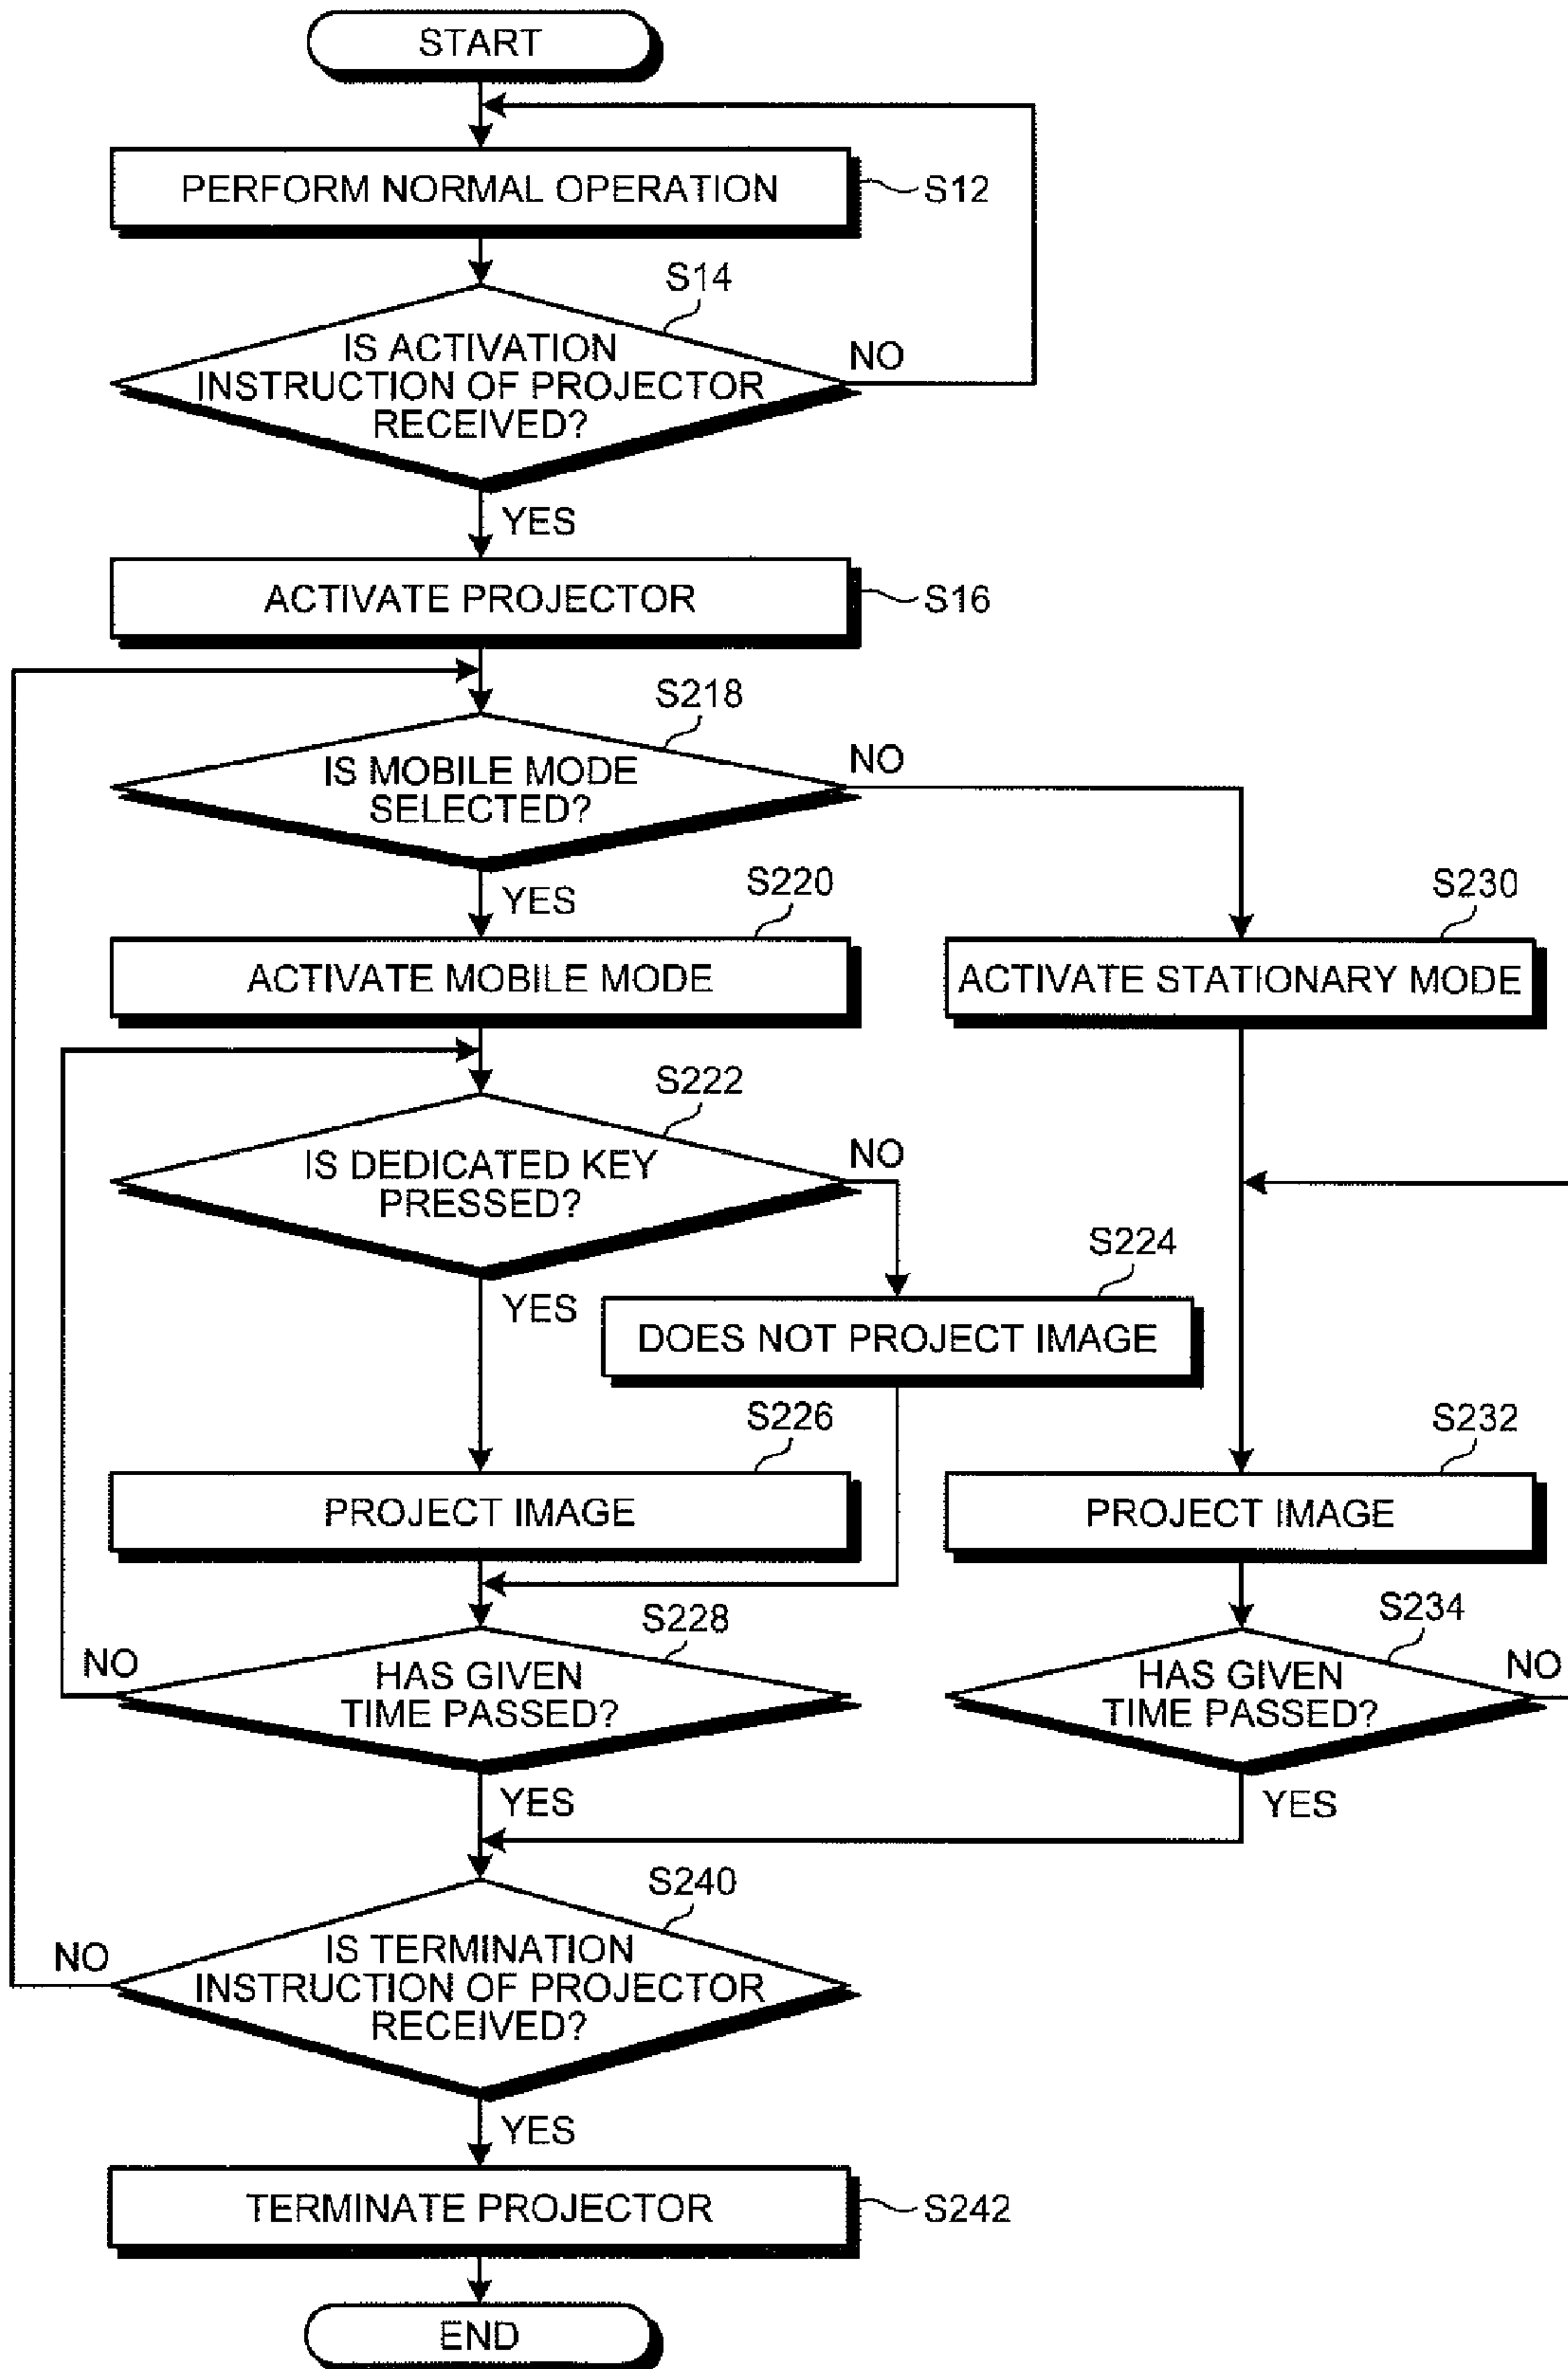 START
PERFORM NORMAL OPERATION
S12
S14
IS ACTIVATION
INSTRUCTION OF PROJECTOR
RECEIVED?
NO
YES
ACTIVATE PROJECTOR
S16
S218
IS MOBILE MODE
SELECTED?
NO
YES
S220
ACTIVATE MOBILE MODE
S230
ACTIVATE STATIONARY MODE
S222
IS DEDICATED KEY
PRESSED?
NO
YES
S224
DOES NOT PROJECT IMAGE
S226
PROJECT IMAGE
S232
PROJECT IMAGE
S228
HAS GIVEN
TIME PASSED?
NO
YES
S234
HAS GIVEN
TIME PASSED?
NO
YES
S240
IS TERMINATION
INSTRUCTION OF PROJECTOR
RECEIVED?
NO
YES
TERMINATE PROJECTOR
S242
END